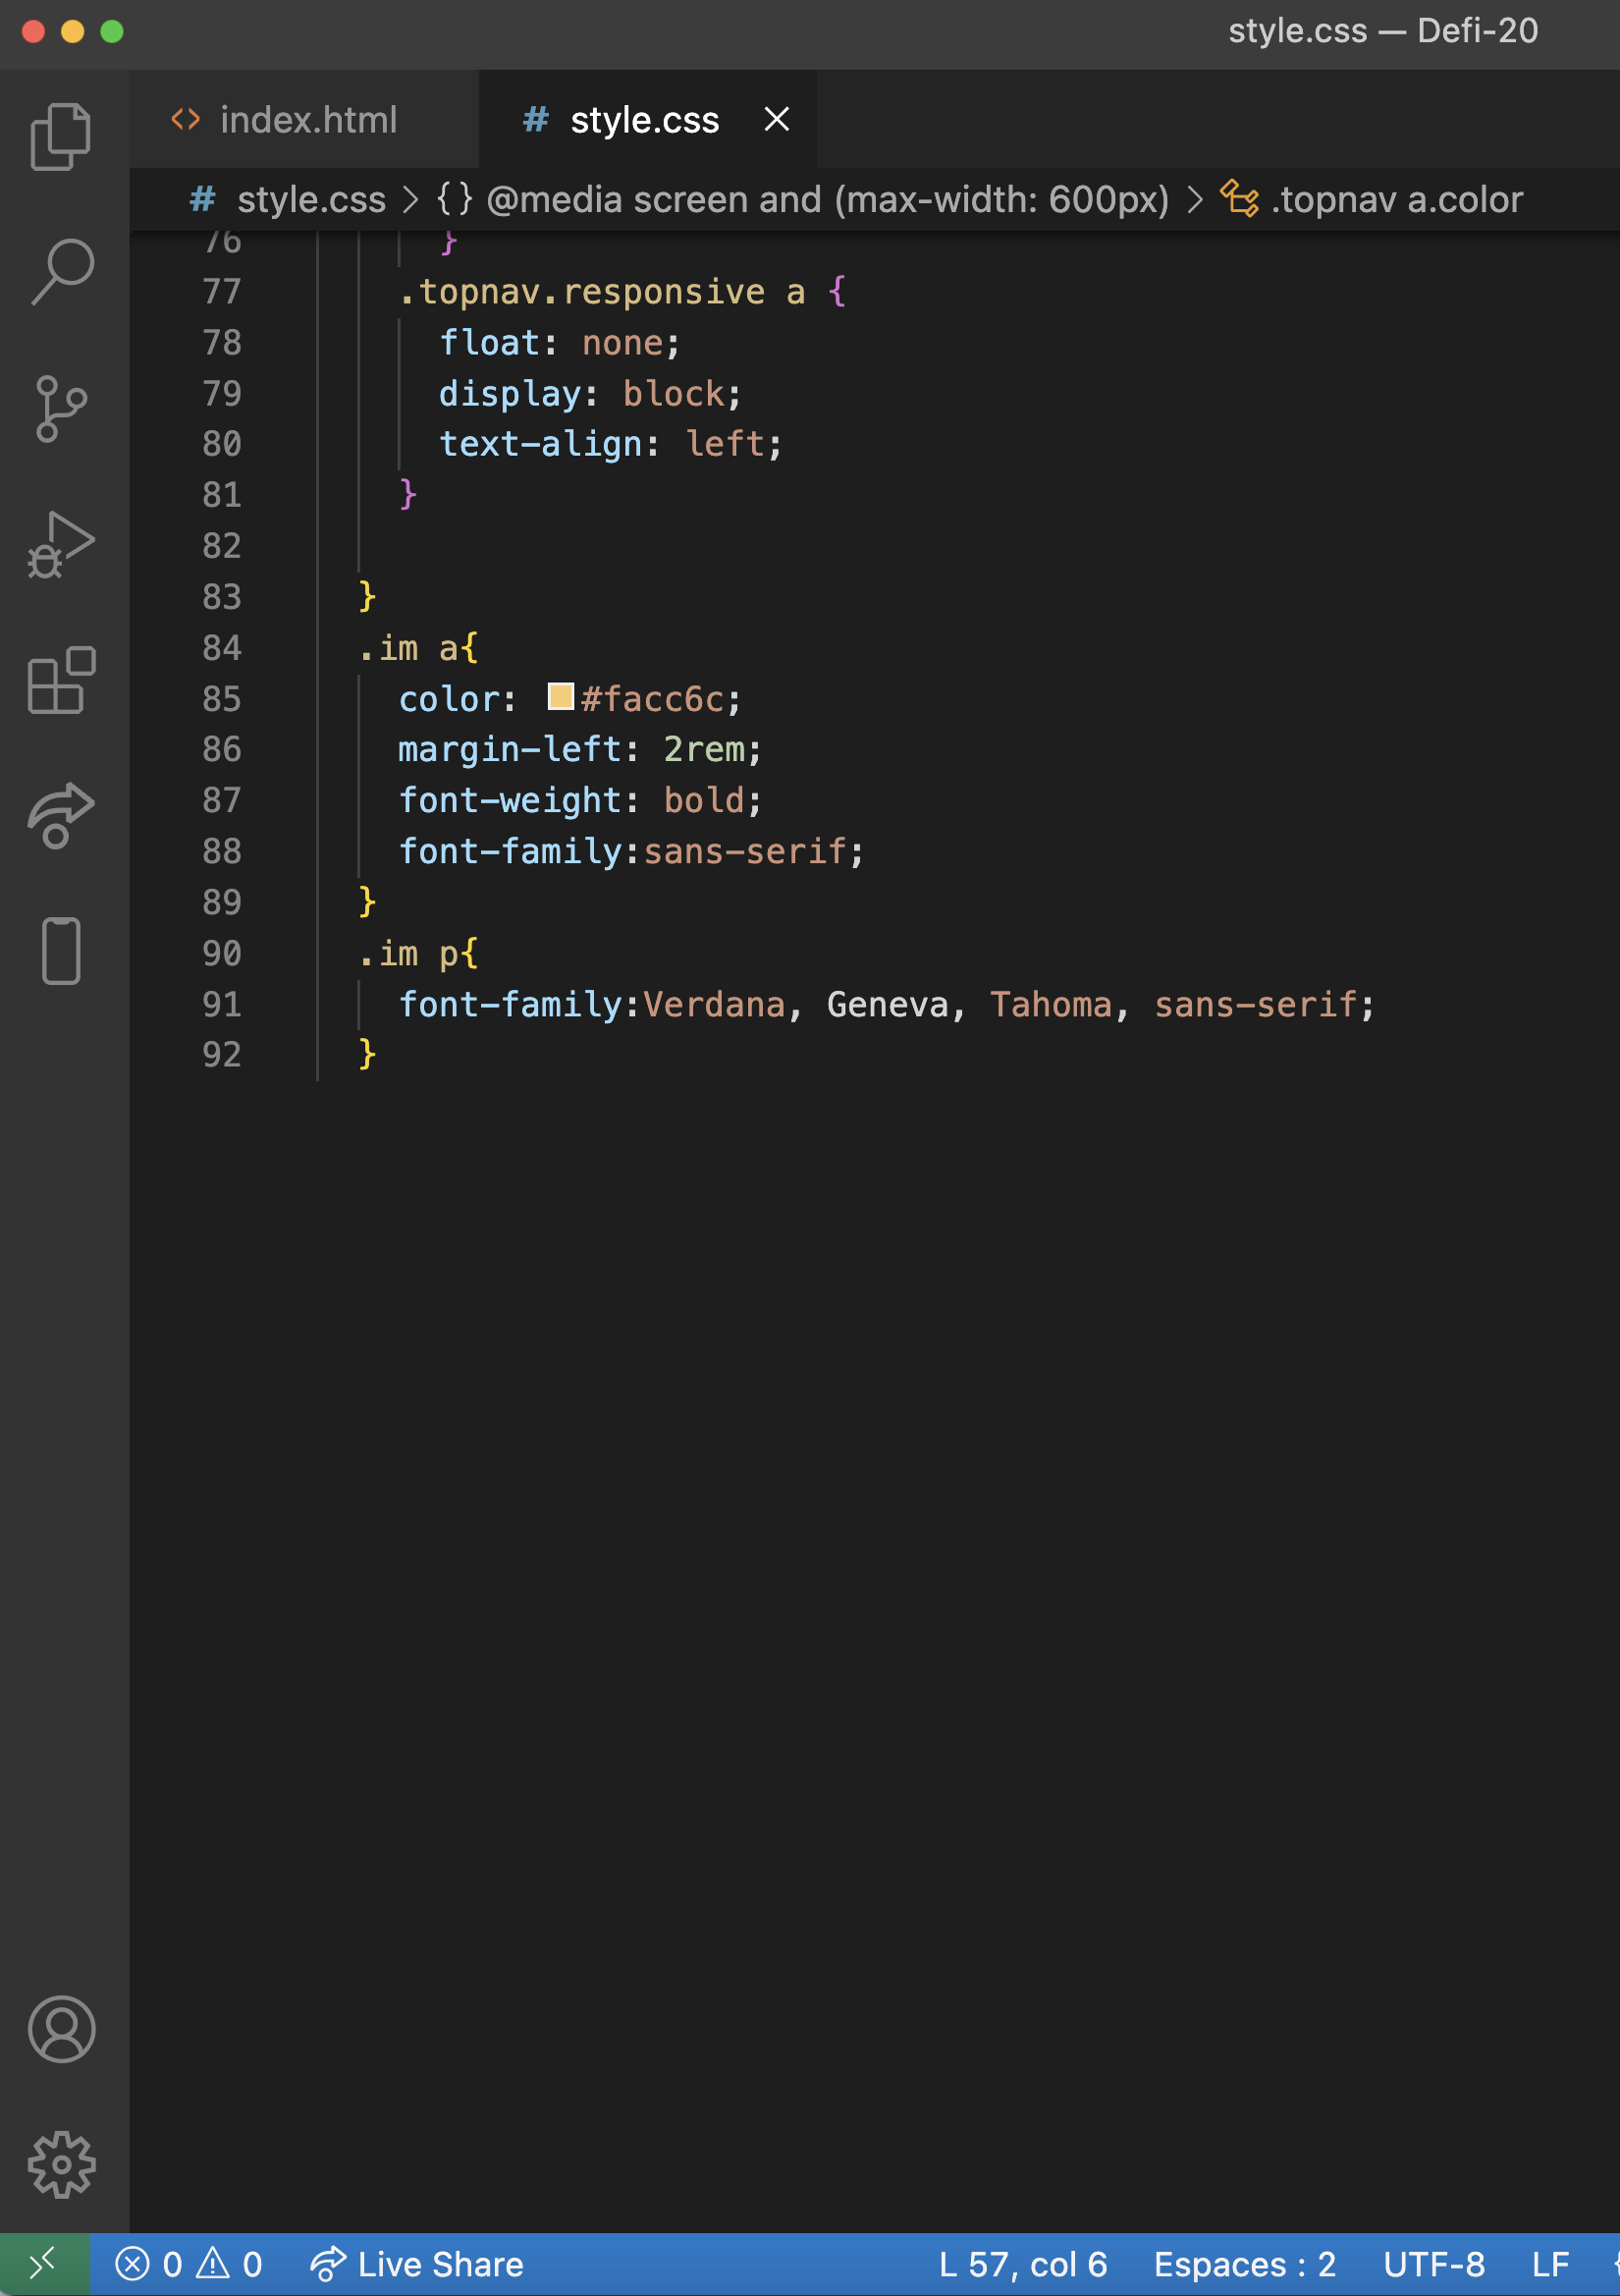 style.css — Defi-20
<> index.html # style.css
# style.css > {} @media screen and (max-width: 600px) > .topnav a.color
76 }
77 .topnav.responsive a {
78 float: none;
79 display: block;
80 text-align: left;
81 }
82
83 }
84 .im a{
85 color: #facc6c;
86 margin-left: 2rem;
87 font-weight: bold;
88 font-family:sans-serif;
89 }
90 .im p{
91 font-family:Verdana, Geneva, Tahoma, sans-serif;
92 }
0 0 Live Share L 57, col 6 Espaces : 2 UTF-8 LF